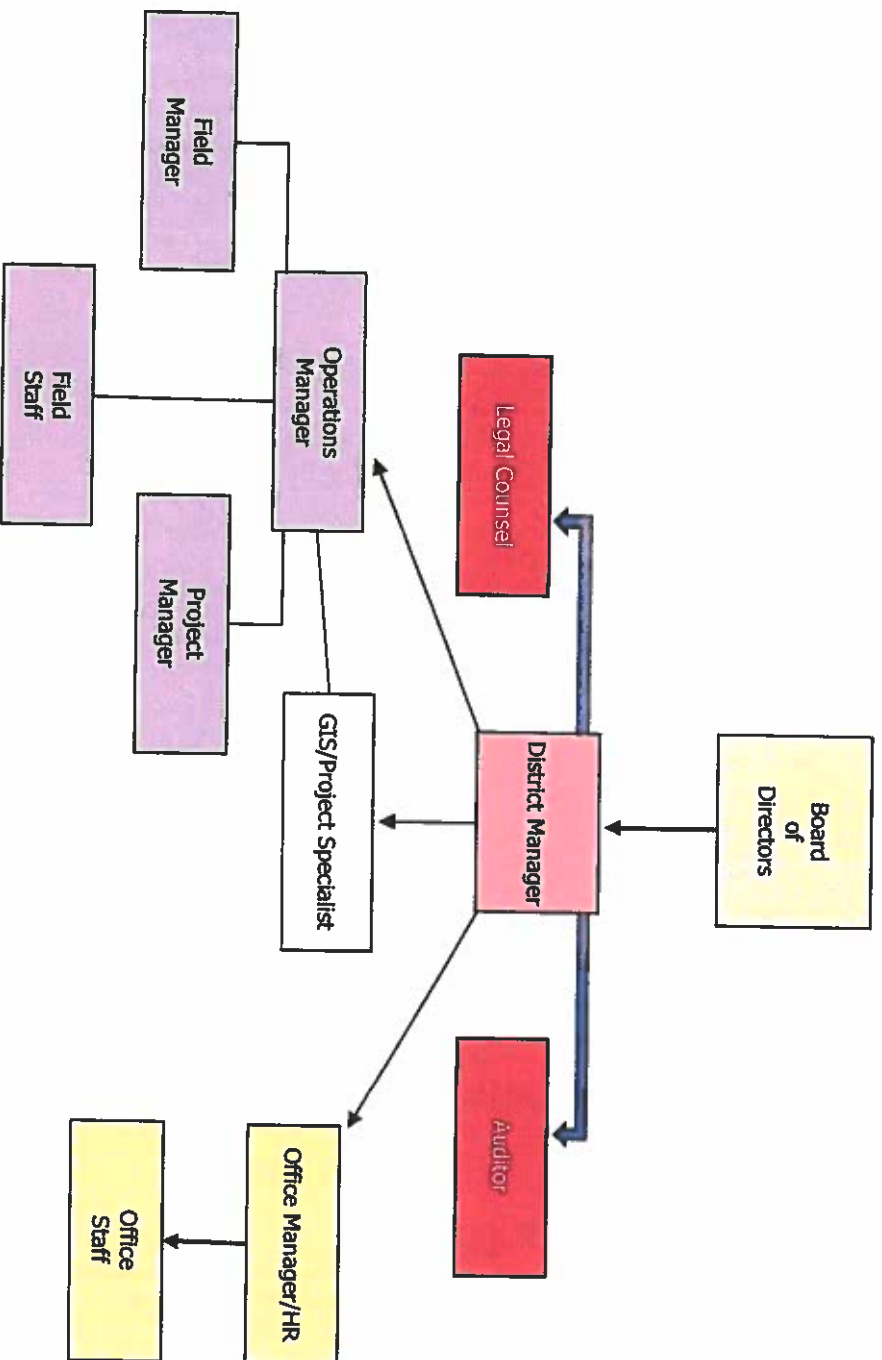 Board
of
Directors
District Manager
Legal Counsel
Auditor
Operations
Manager
GIS/Project Specialist
Office Manager/HR
Field
Manager
Project
Manager
Office
Staff
Field
Staff